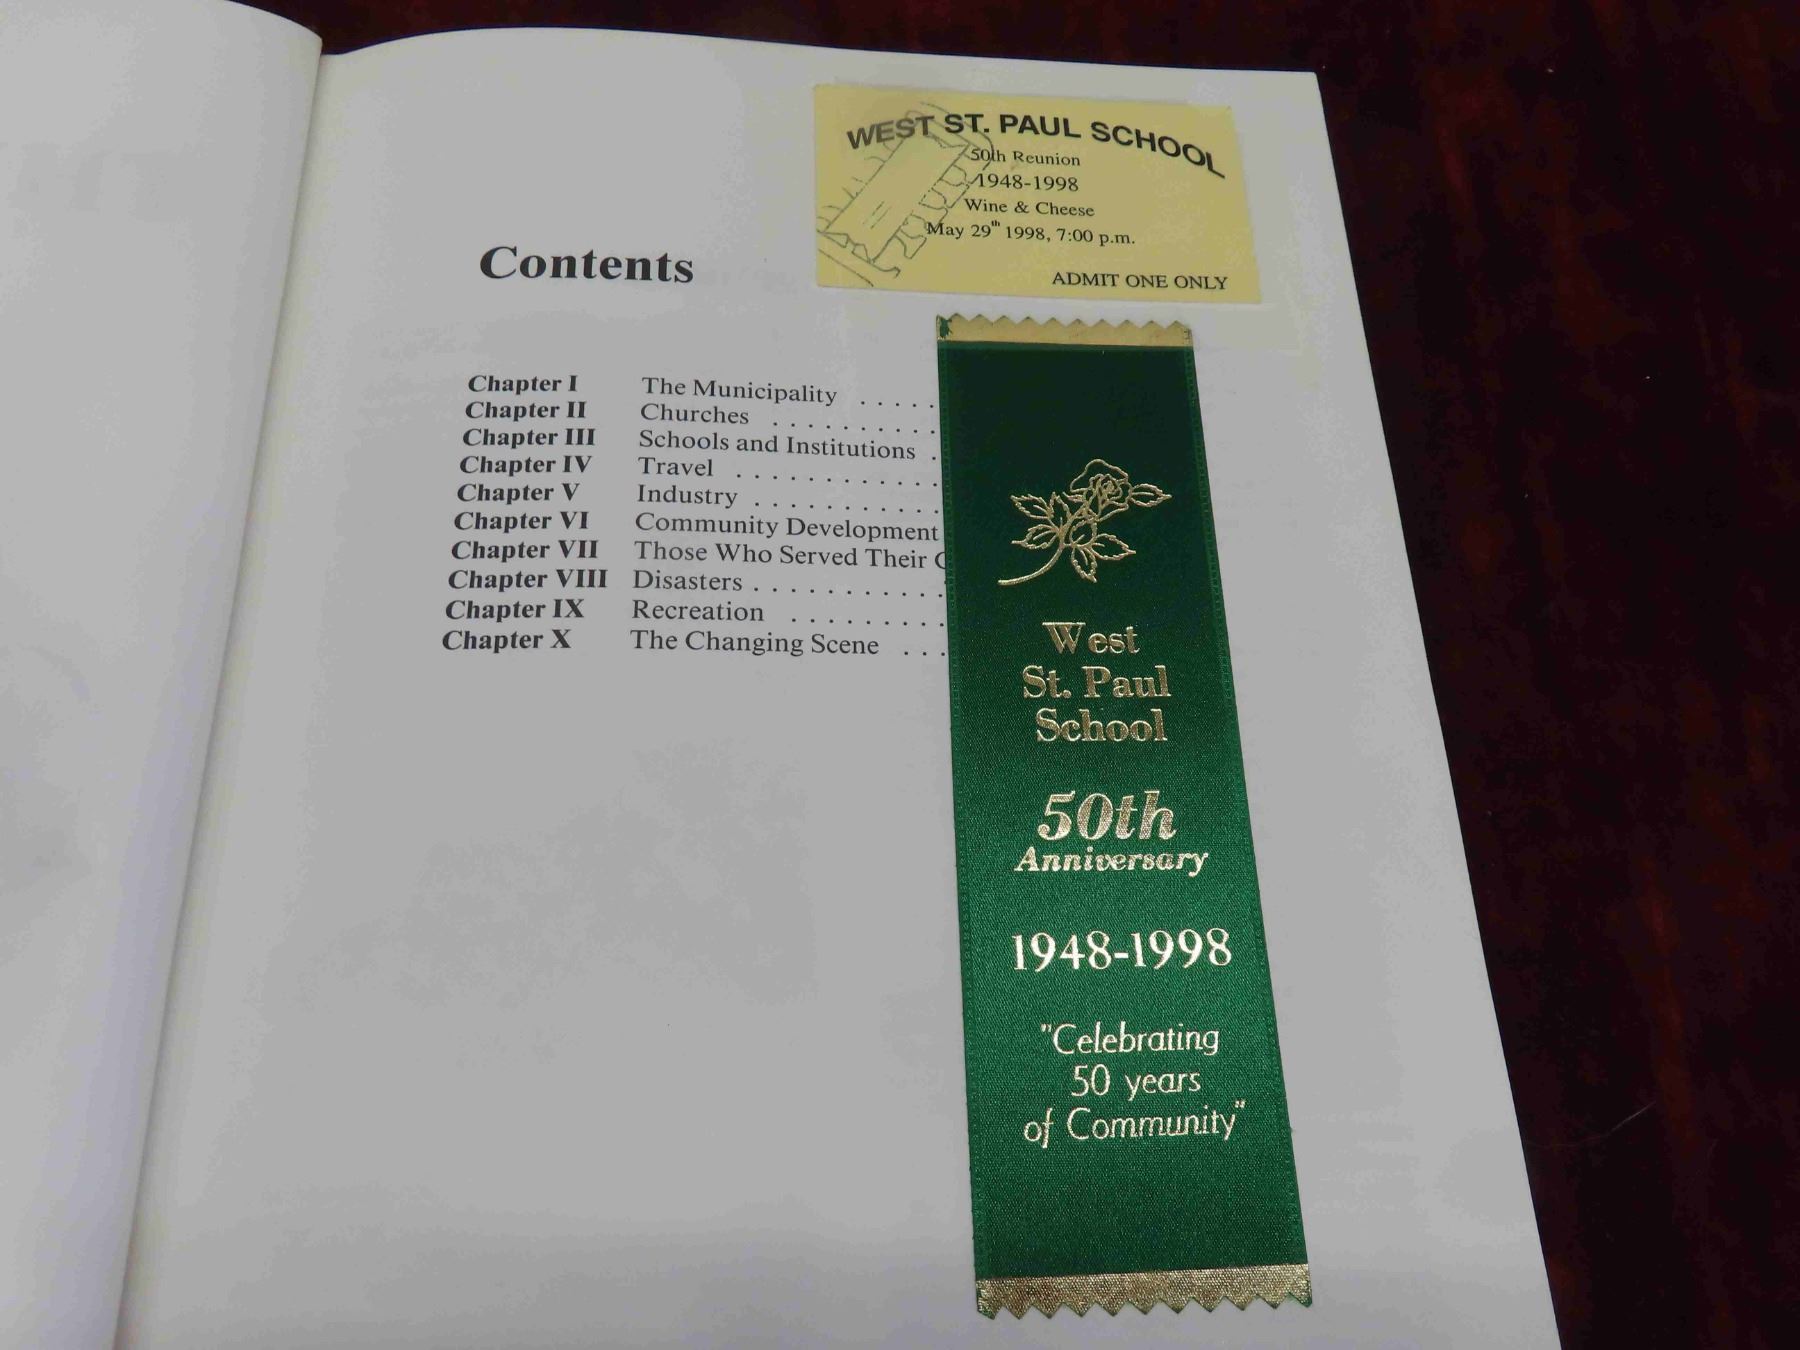 WEST ST. PAUL SCHOOL
50th Reunion
1948-1998
Wine & Cheese
May 29th 1998, 7:00 p.m.
ADMIT ONE ONLY
Contents
Chapter I The Municipality . . . . .
Chapter II Churches . . . . . . . . . .
Chapter III Schools and Institutions .
Chapter IV Travel . . . . . . . . . . . .
Chapter V Industry . . . . . . . . . . .
Chapter VI Community Development
Chapter VII Those Who Served Their
Chapter VIII Disasters . . . . . . . . . . .
Chapter IX Recreation . . . . . . . . .
Chapter X The Changing Scene . . .
West
St. Paul
School
50th
Anniversary
1948-1998
"Celebrating
50 years
of Community"